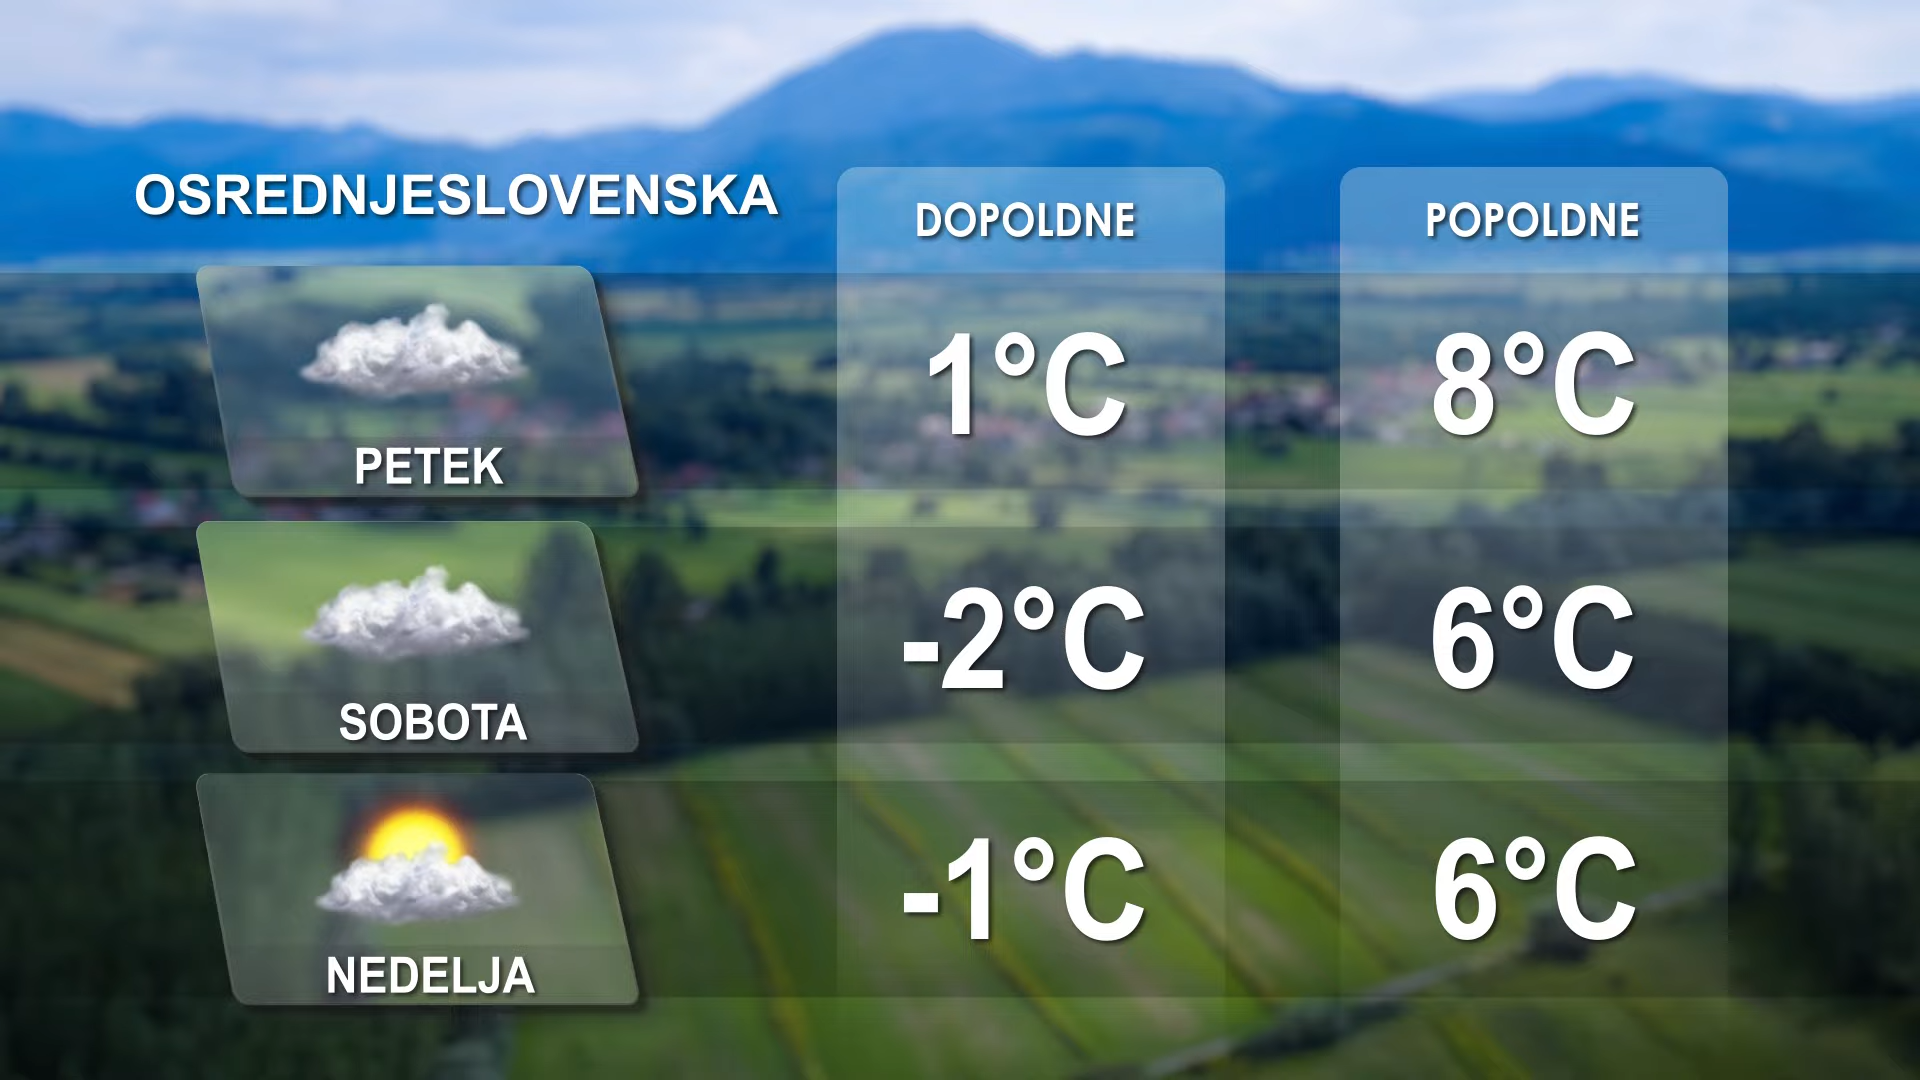 OSREDNJESLOVENSKA
DOPOLDNE
POPOLDNE
PETEK
1°C
8°C
SOBOTA
-2°C
6°C
NEDELJA
-1°C
6°C